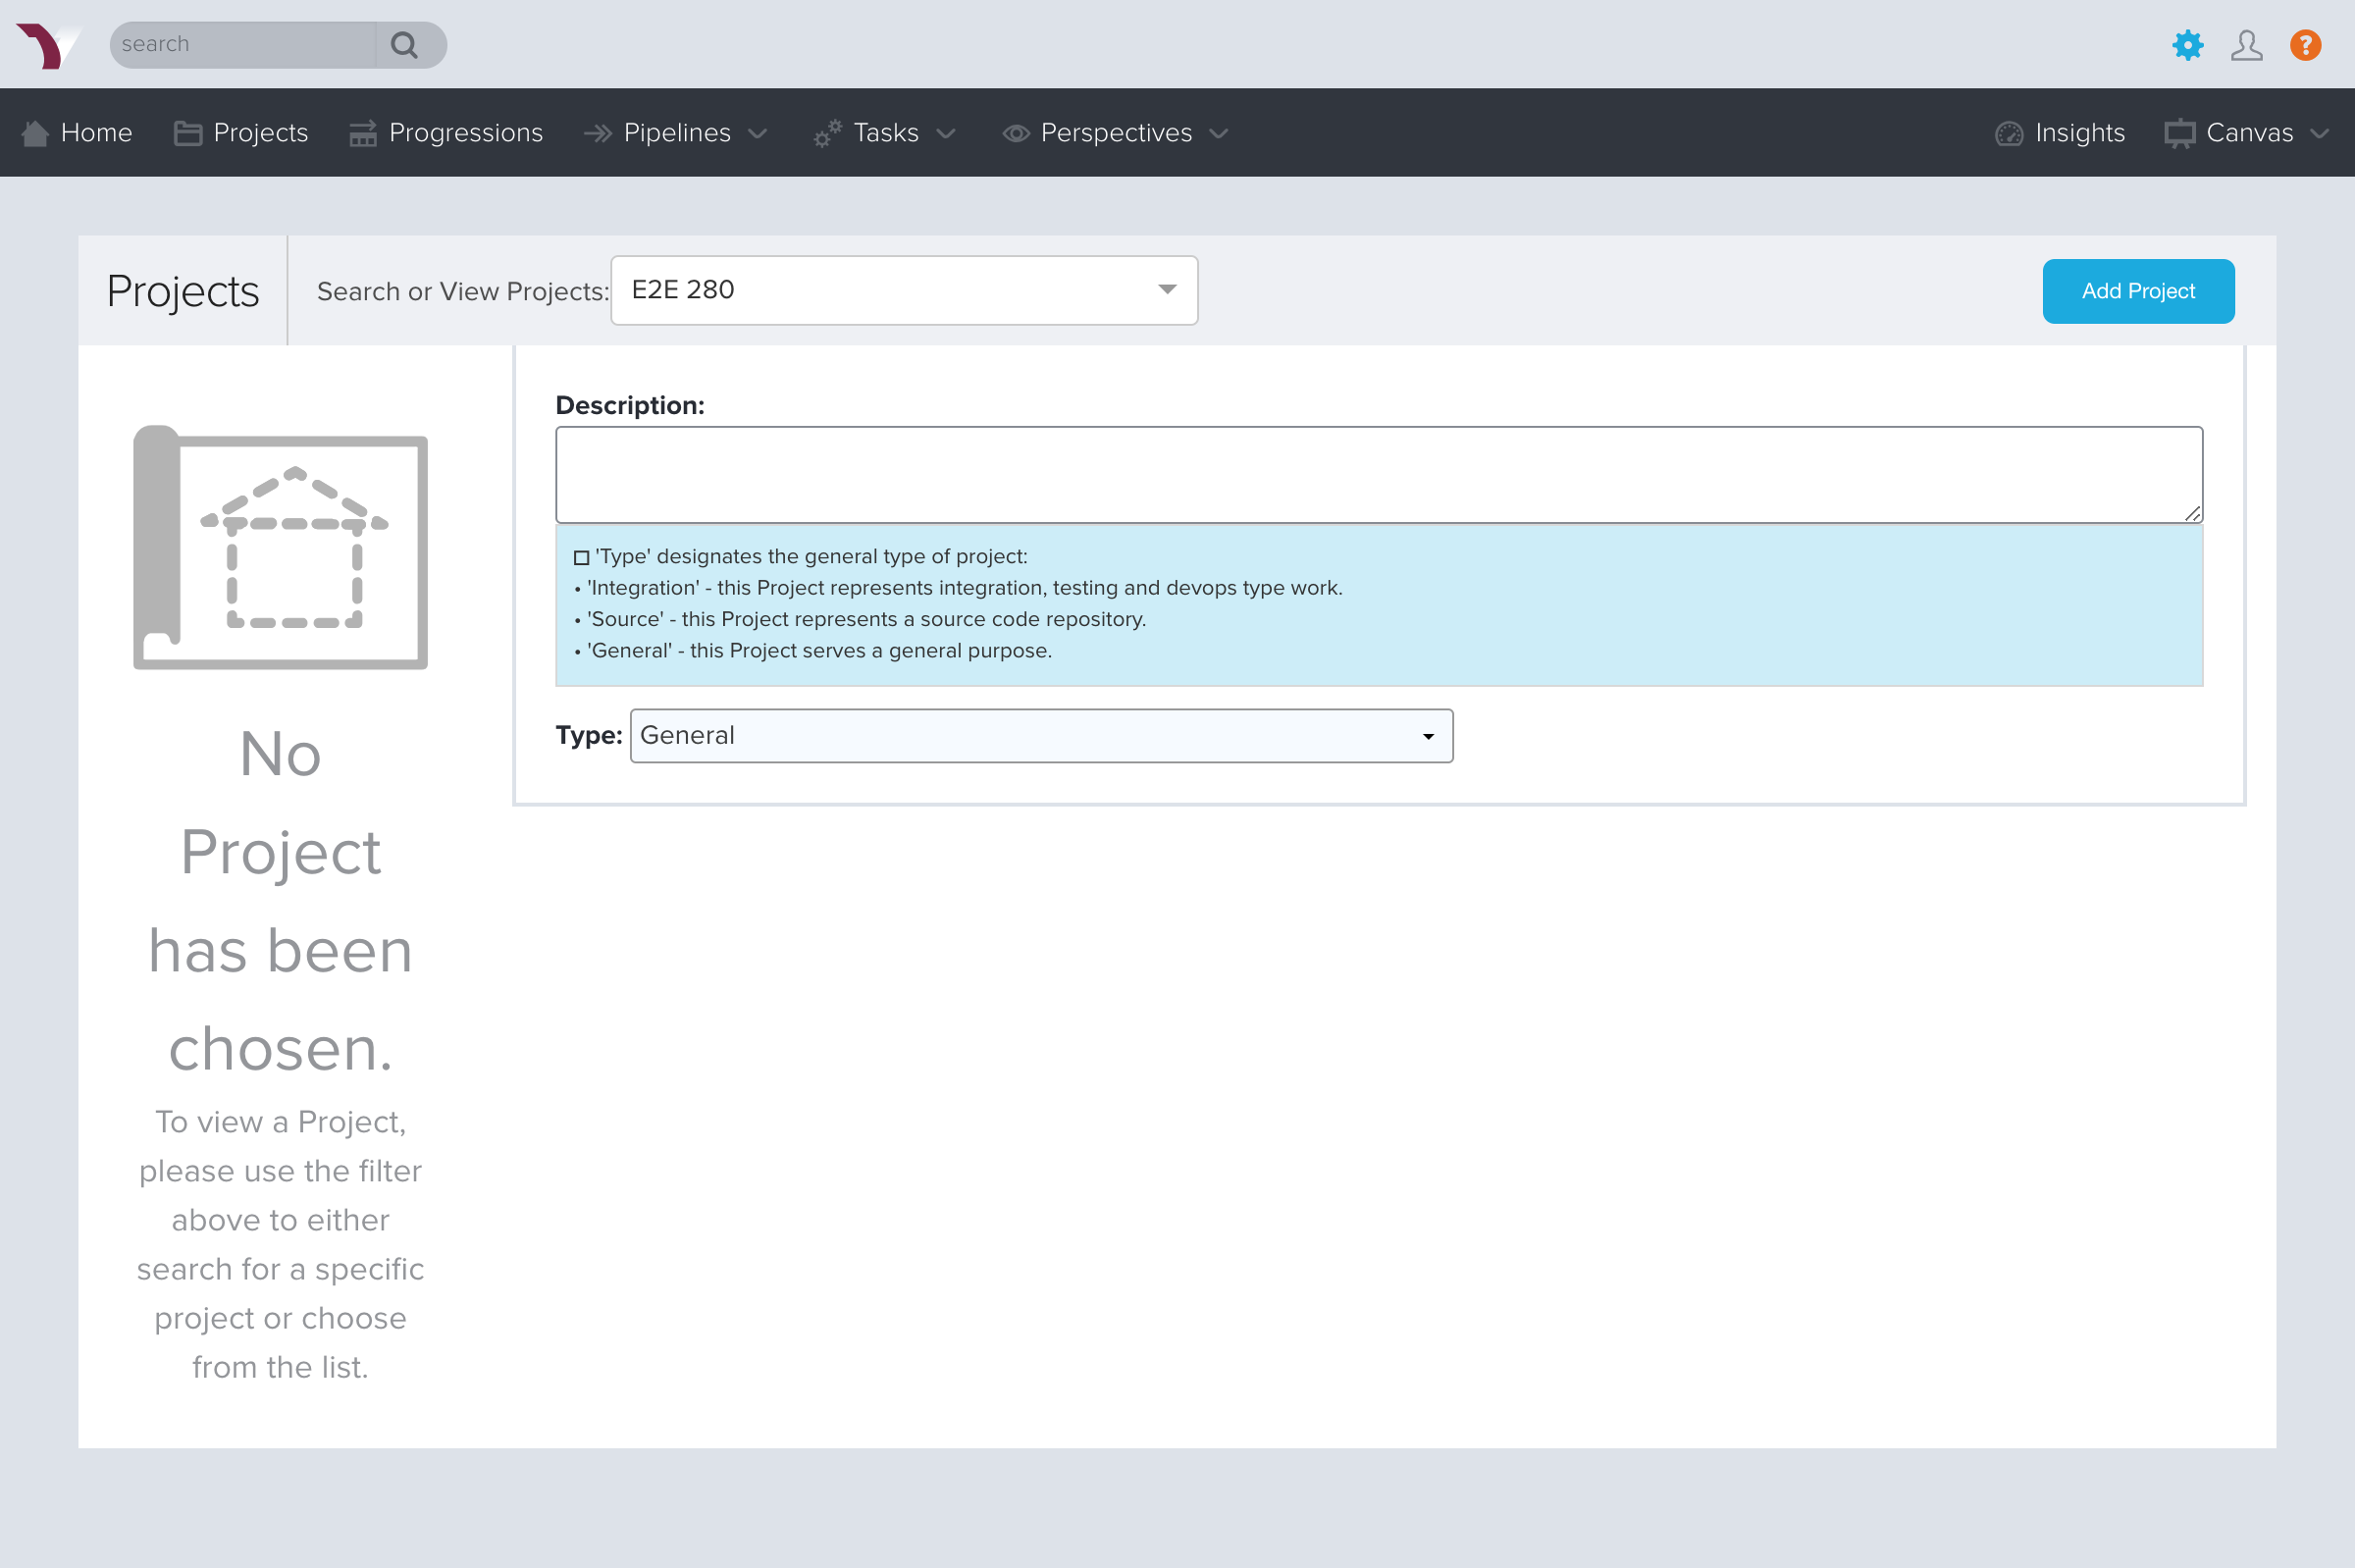 search
?
Home
Projects
Progressions
Pipelines
Tasks
Perspectives
Insights
Canvas
Projects
Search or View Projects:
E2E 280
Add Project
Description:
'Type' designates the general type of project:
• 'Integration' - this Project represents integration, testing and devops type work.
• 'Source' - this Project represents a source code repository.
• 'General' - this Project serves a general purpose.
Type:
General
No
Project
has been
chosen.
To view a Project,
please use the filter
above to either
search for a specific
project or choose
from the list.